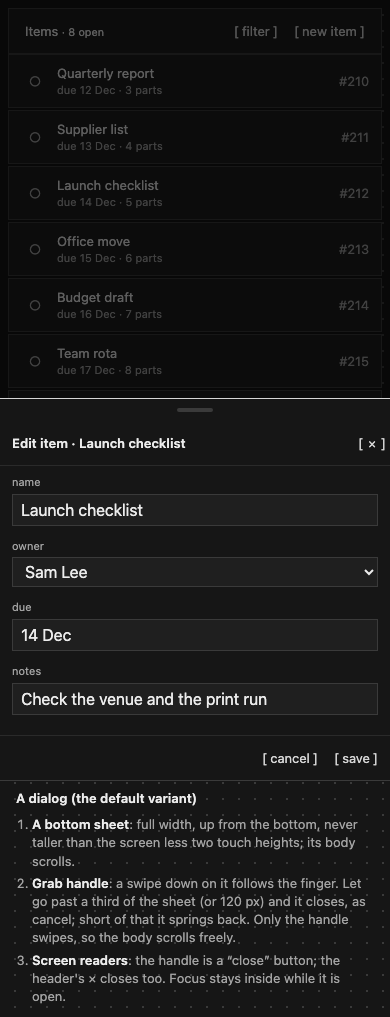 Items · 8 open [ filter ] [ new item ]
Quarterly report
due 12 Dec · 3 parts
#210
Supplier list
due 13 Dec · 4 parts
#211
Launch checklist
due 14 Dec · 5 parts
#212
Office move
due 15 Dec · 6 parts
#213
Budget draft
due 16 Dec · 7 parts
#214
Team rota
due 17 Dec · 8 parts
#215
Edit item · Launch checklist [ × ]
name
Launch checklist
owner
Sam Lee
due
14 Dec
notes
Check the venue and the print run
[ cancel ] [ save ]
A dialog (the default variant)
1. A bottom sheet: full width, up from the bottom, never
taller than the screen less two touch heights; its body
scrolls.
2. Grab handle: a swipe down on it follows the finger. Let
go past a third of the sheet (or 120 px) and it closes, as
cancel; short of that it springs back. Only the handle
swipes, so the body scrolls freely.
3. Screen readers: the handle is a “close” button; the
header's × closes too. Focus stays inside while it is
open.